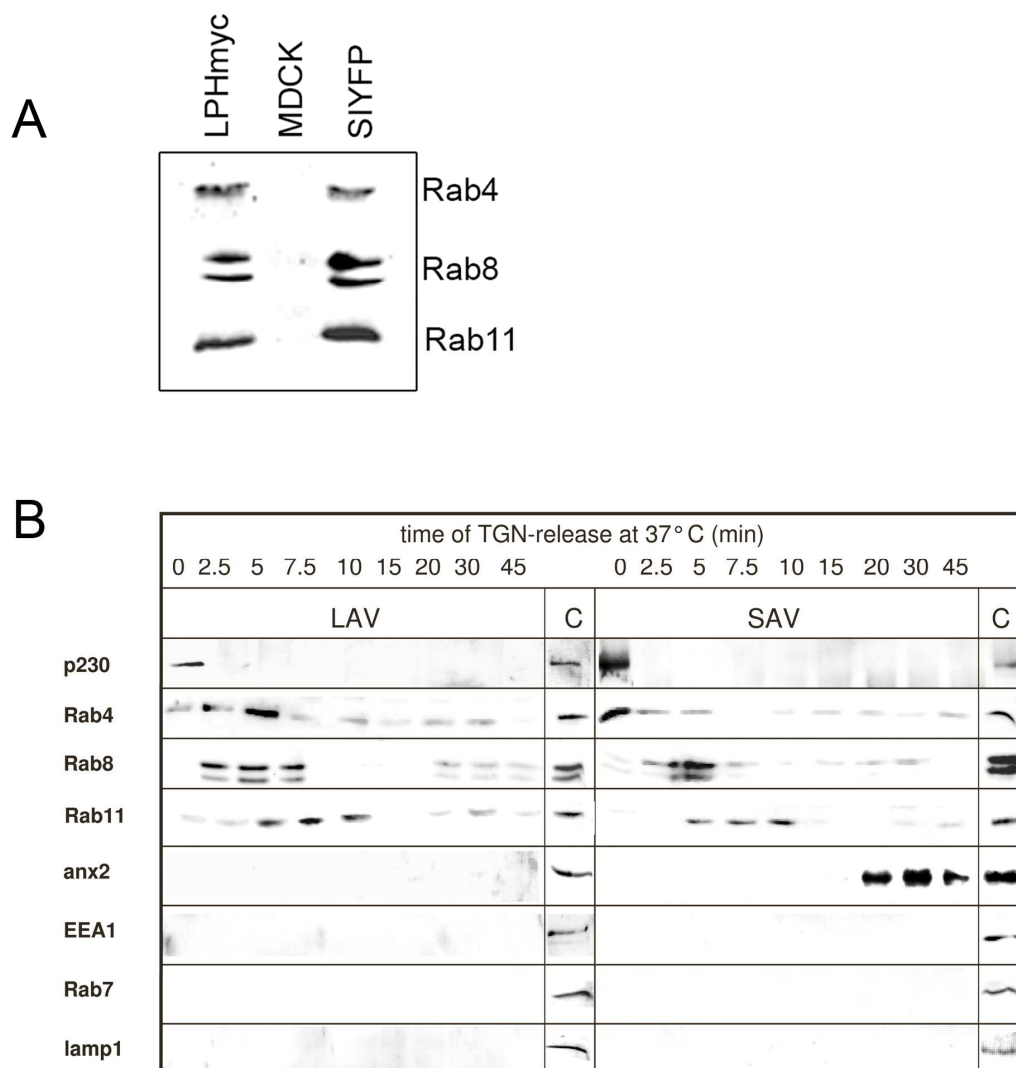 A
LPHmyc MDCK SIYFP
Rab4
Rab8
Rab11
B
time of TGN-release at 37° C (min)
0 2.5 5 7.5 10 15 20 30 45 0 2.5 5 7.5 10 15 20 30 45
LAV C SAV C
p230
Rab4
Rab8
Rab11
anx2
EEA1
Rab7
lamp1